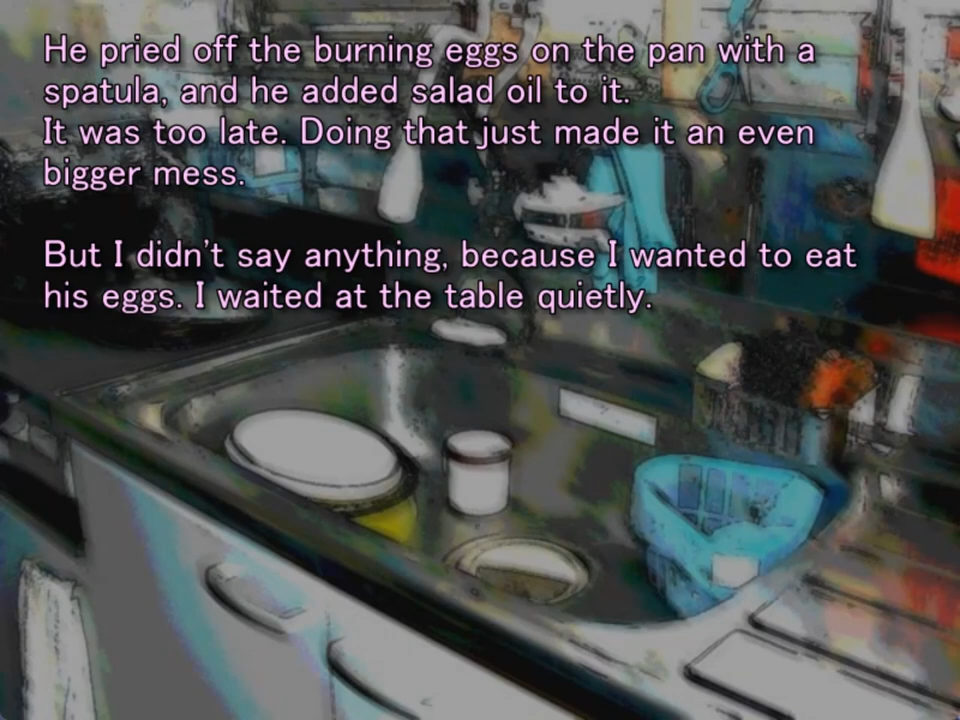 He pried off the burning eggs on the pan with a
spatula, and he added salad oil to it.
It was too late. Doing that just made it an even
bigger mess.
But I didn't say anything, because I wanted to eat
his eggs. I waited at the table quietly.